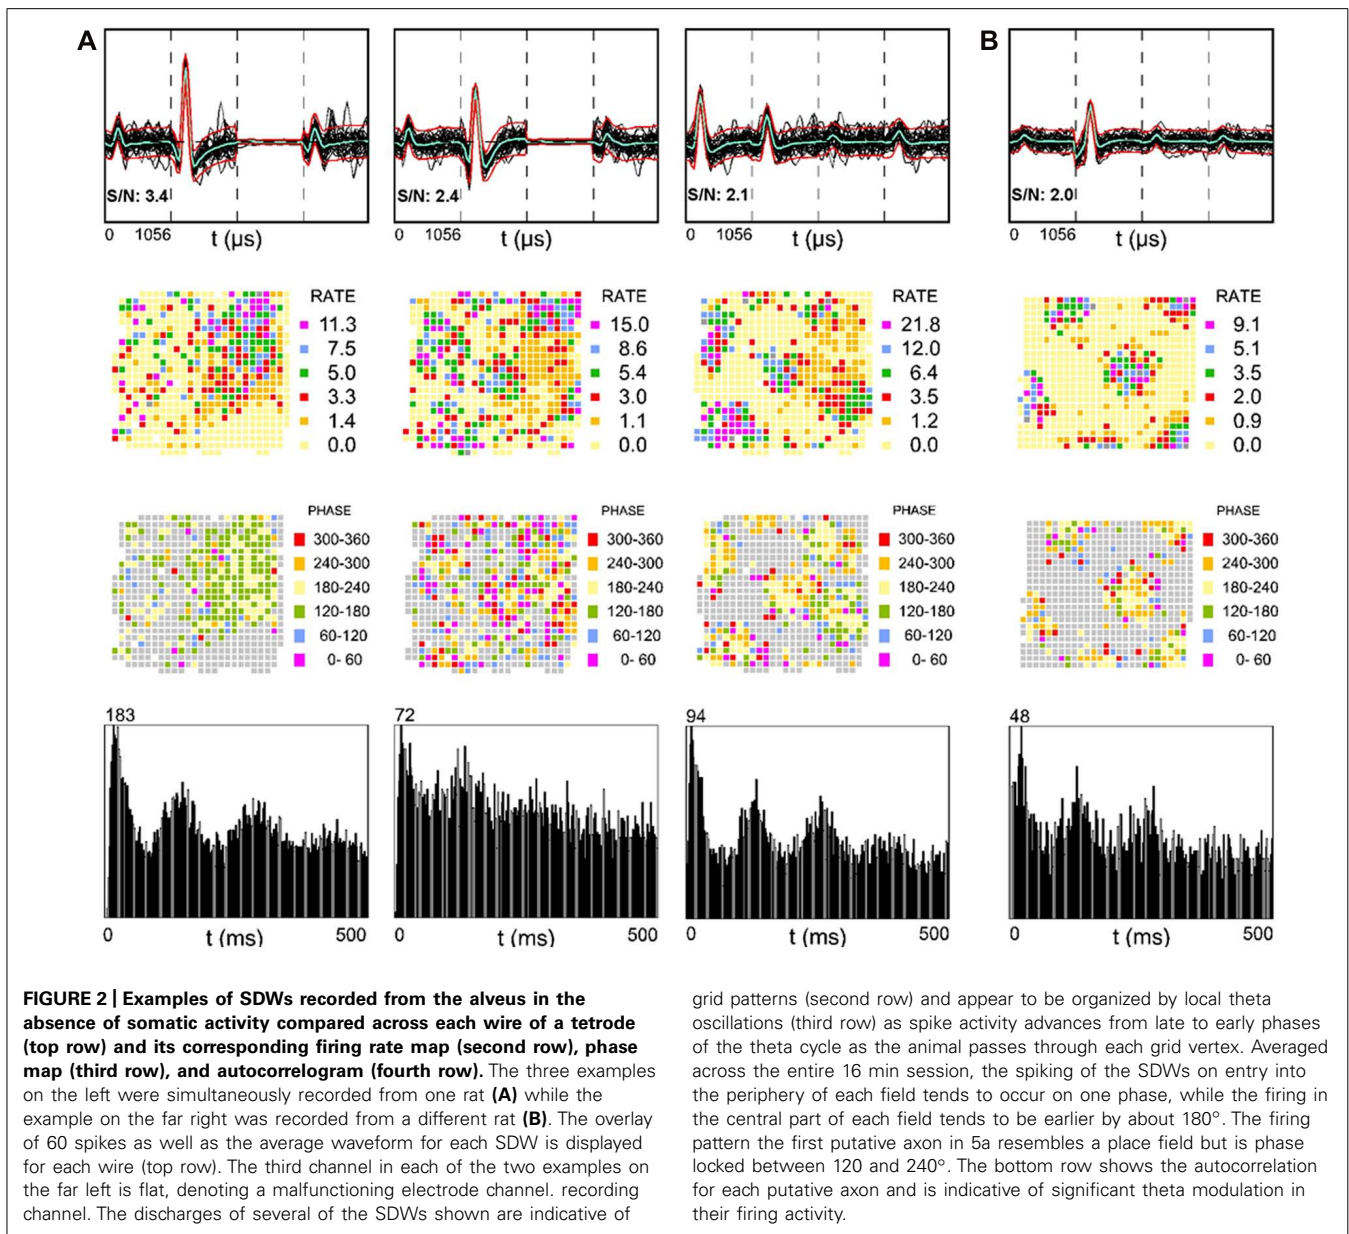 A
B
S/N: 3.4
S/N: 2.4
S/N: 2.1
S/N: 2.0
0 1056 t (µs)
0 1056 t (µs)
0 1056 t (µs)
0 1056 t (µs)
RATE
11.3
7.5
5.0
3.3
1.4
0.0
RATE
15.0
8.6
5.4
3.0
1.1
0.0
RATE
21.8
12.0
6.4
3.5
1.2
0.0
RATE
9.1
5.1
3.5
2.0
0.9
0.0
PHASE
300-360
240-300
180-240
120-180
60-120
0- 60
PHASE
300-360
240-300
180-240
120-180
60-120
0- 60
PHASE
300-360
240-300
180-240
120-180
60-120
0- 60
PHASE
300-360
240-300
180-240
120-180
60-120
0- 60
183
72
94
48
0 t (ms) 500
0 t (ms) 500
0 t (ms) 500
0 t (ms) 500
FIGURE 2 | Examples of SDWs recorded from the alveus in the
absence of somatic activity compared across each wire of a tetrode
(top row) and its corresponding firing rate map (second row), phase
map (third row), and autocorrelogram (fourth row). The three examples
on the left were simultaneously recorded from one rat (A) while the
example on the far right was recorded from a different rat (B). The overlay
of 60 spikes as well as the average waveform for each SDW is displayed
for each wire (top row). The third channel in each of the two examples on
the far left is flat, denoting a malfunctioning electrode channel. recording
channel. The discharges of several of the SDWs shown are indicative of
grid patterns (second row) and appear to be organized by local theta
oscillations (third row) as spike activity advances from late to early phases
of the theta cycle as the animal passes through each grid vertex. Averaged
across the entire 16 min session, the spiking of the SDWs on entry into
the periphery of each field tends to occur on one phase, while the firing in
the central part of each field tends to be earlier by about 180°. The firing
pattern the first putative axon in 5a resembles a place field but is phase
locked between 120 and 240°. The bottom row shows the autocorrelation
for each putative axon and is indicative of significant theta modulation in
their firing activity.